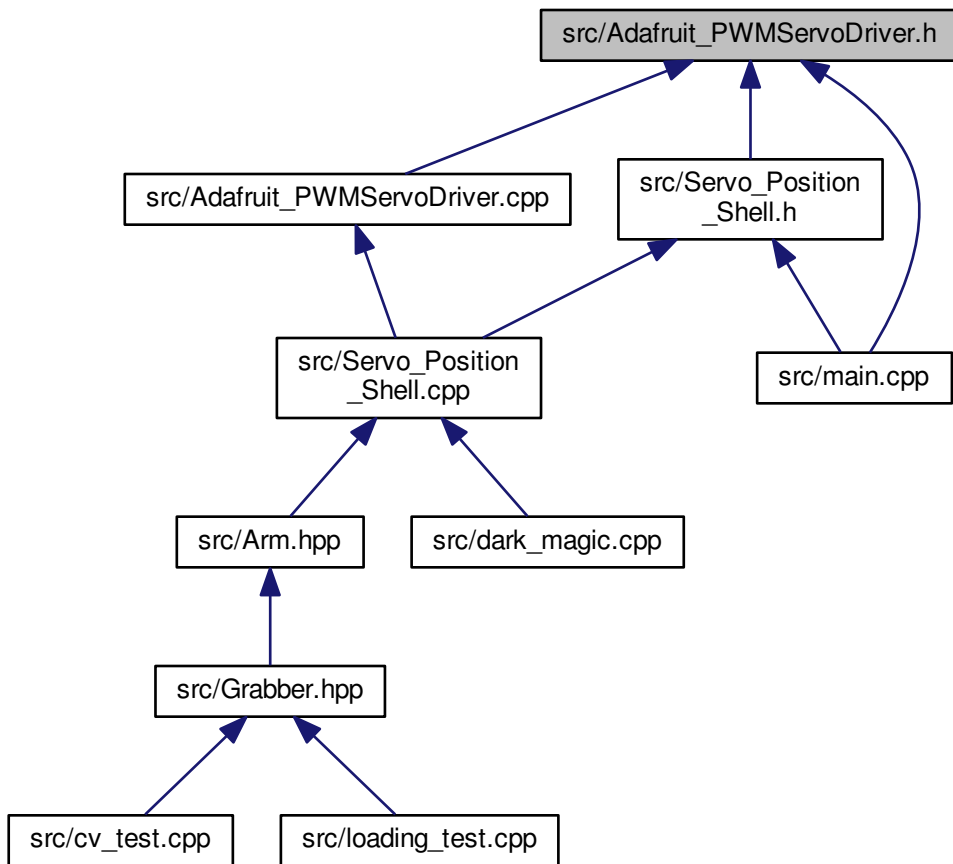 src/Adafruit_PWMServoDriver.h
src/Adafruit_PWMServoDriver.cpp
src/Servo_Position
_Shell.h
src/Servo_Position
_Shell.cpp
src/main.cpp
src/Arm.hpp
src/dark_magic.cpp
src/Grabber.hpp
src/cv_test.cpp
src/loading_test.cpp